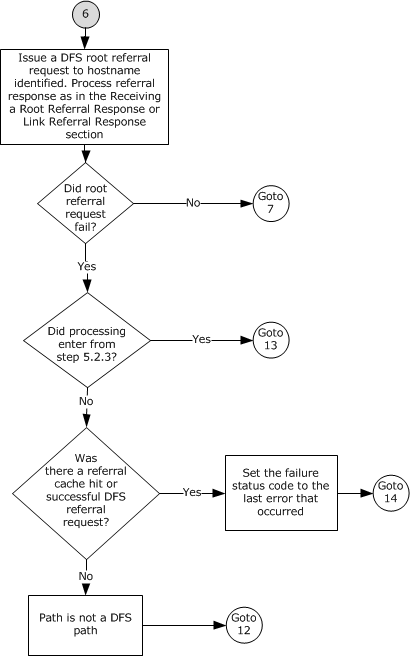 6
Issue a DFS root referral
request to hostname
identified. Process referral
response as in the Receiving
a Root Referral Response or
Link Referral Response
section
Did root
referral
request
fail?
No
Goto
7
Yes
Did processing
enter from
step 5.2.3?
Yes
Goto
13
No
Was
there a referral
cache hit or
successful DFS
referral
request?
Yes
Set the failure
status code to the
last error that
occurred
Goto
14
No
Path is not a DFS
path
Goto
12